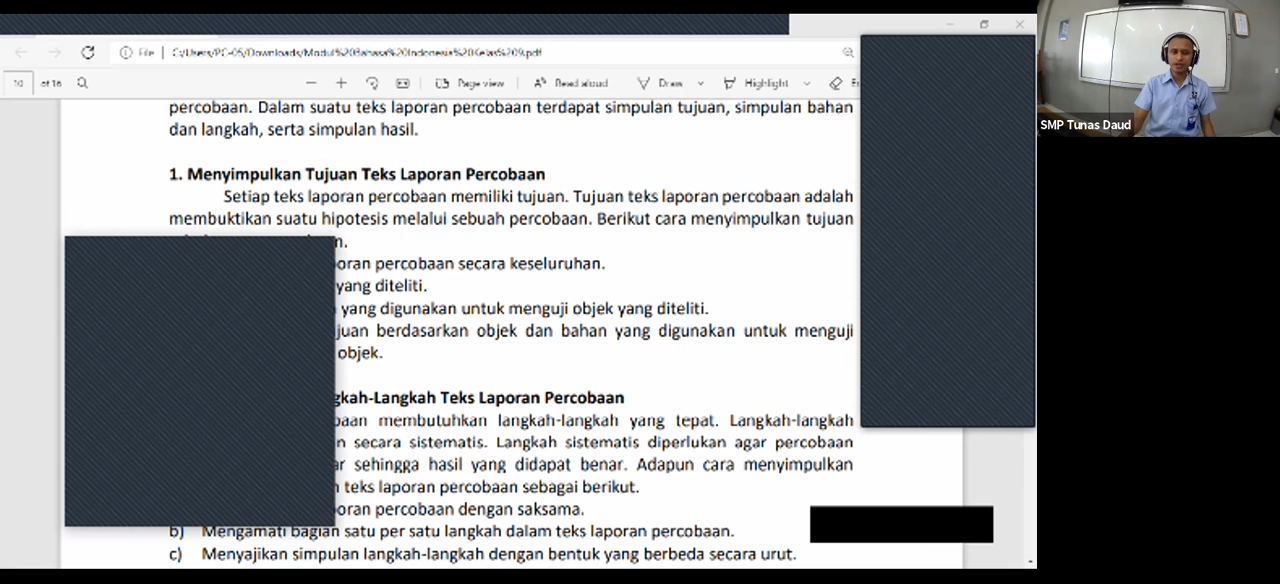 File | C:/Users/PC-05/Downloads/Modul%20Bahasa%20Indonesia%20Kelas%209.pdf
10 of 16 Page view Read aloud Draw Highlight
percobaan. Dalam suatu teks laporan percobaan terdapat simpulan tujuan, simpulan bahan
dan langkah, serta simpulan hasil.
1. Menyimpulkan Tujuan Teks Laporan Percobaan
Setiap teks laporan percobaan memiliki tujuan. Tujuan teks laporan percobaan adalah
membuktikan suatu hipotesis melalui sebuah percobaan. Berikut cara menyimpulkan tujuan
oran percobaan secara keseluruhan.
yang diteliti.
yang digunakan untuk menguji objek yang diteliti.
juan berdasarkan objek dan bahan yang digunakan untuk menguji
objek.
gkah-Langkah Teks Laporan Percobaan
baan membutuhkan langkah-langkah yang tepat. Langkah-langkah
n secara sistematis. Langkah sistematis diperlukan agar percobaan
ar sehingga hasil yang didapat benar. Adapun cara menyimpulkan
teks laporan percobaan sebagai berikut.
oran percobaan dengan saksama.
b) Mengamati bagian satu per satu langkah dalam teks laporan percobaan.
c) Menyajikan simpulan langkah-langkah dengan bentuk yang berbeda secara urut.
SMP Tunas Daud